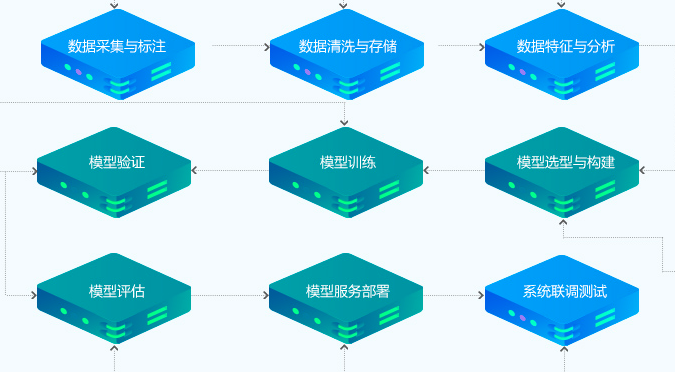 数据采集与标注
数据清洗与存储
数据特征与分析
模型验证
模型训练
模型选型与构建
模型评估
模型服务部署
系统联调测试